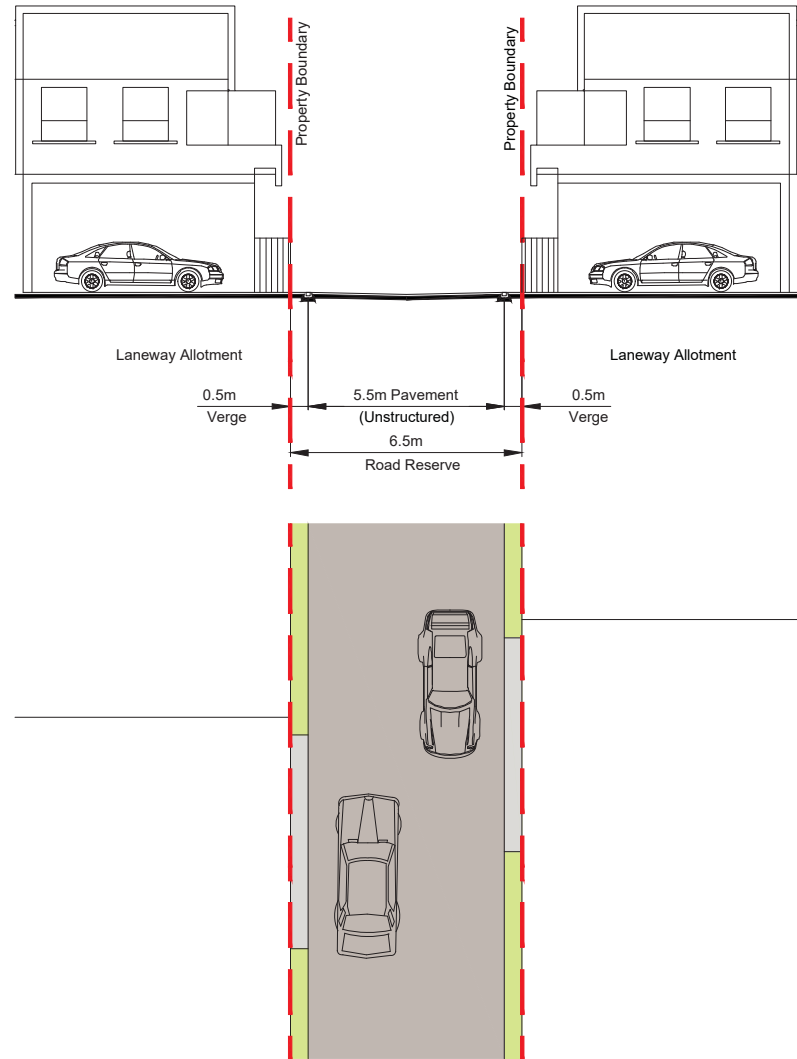 Property Boundary
Property Boundary
Laneway Allotment
Laneway Allotment
0.5m
5.5m Pavement
0.5m
Verge
(Unstructured)
Verge
6.5m
Road Reserve